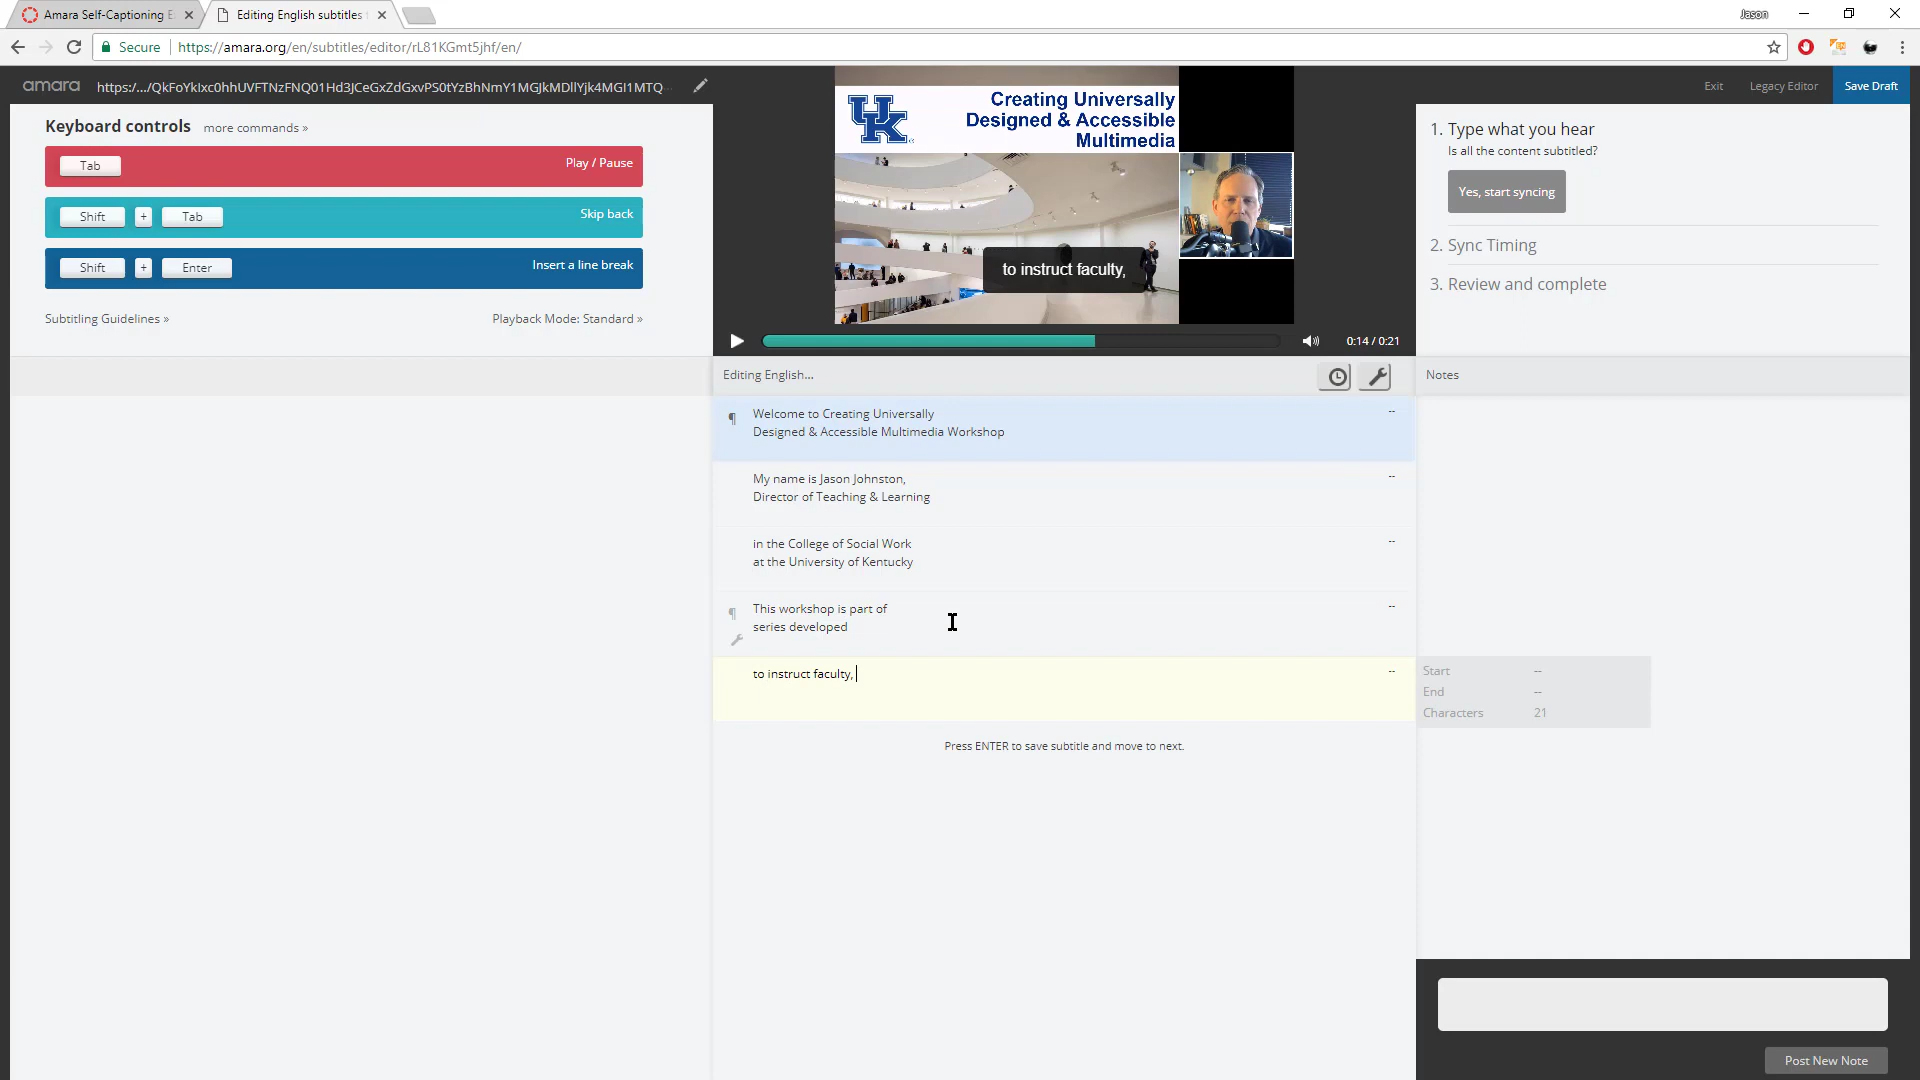 Amara Self-Captioning E
Editing English subtitles
Jason
Secure
https://amara.org/en/subtitles/editor/rL81KGmt5jhf/en/
amara
https:/.../QkFoYkIxc0hhUVFTNzFNQ01Hd3JCeGxZdGxvPS0tYzBhNmY1MGJkMDllYjk4MGI1MTQ
Exit
Legacy Editor
Save Draft
Keyboard controls
more commands »
Tab
Play / Pause
Shift + Tab
Skip back
Shift + Enter
Insert a line break
Subtitling Guidelines »
Playback Mode: Standard »
UK
Creating Universally
Designed & Accessible
Multimedia
to instruct faculty,
0:14 / 0:21
1. Type what you hear
Is all the content subtitled?
Yes, start syncing
2. Sync Timing
3. Review and complete
Editing English...
Notes
¶
Welcome to Creating Universally
Designed & Accessible Multimedia Workshop
--
My name is Jason Johnston,
Director of Teaching & Learning
--
in the College of Social Work
at the University of Kentucky
--
¶
This workshop is part of
series developed
--
to instruct faculty,
--
Start --
End --
Characters 21
Press ENTER to save subtitle and move to next.
Post New Note